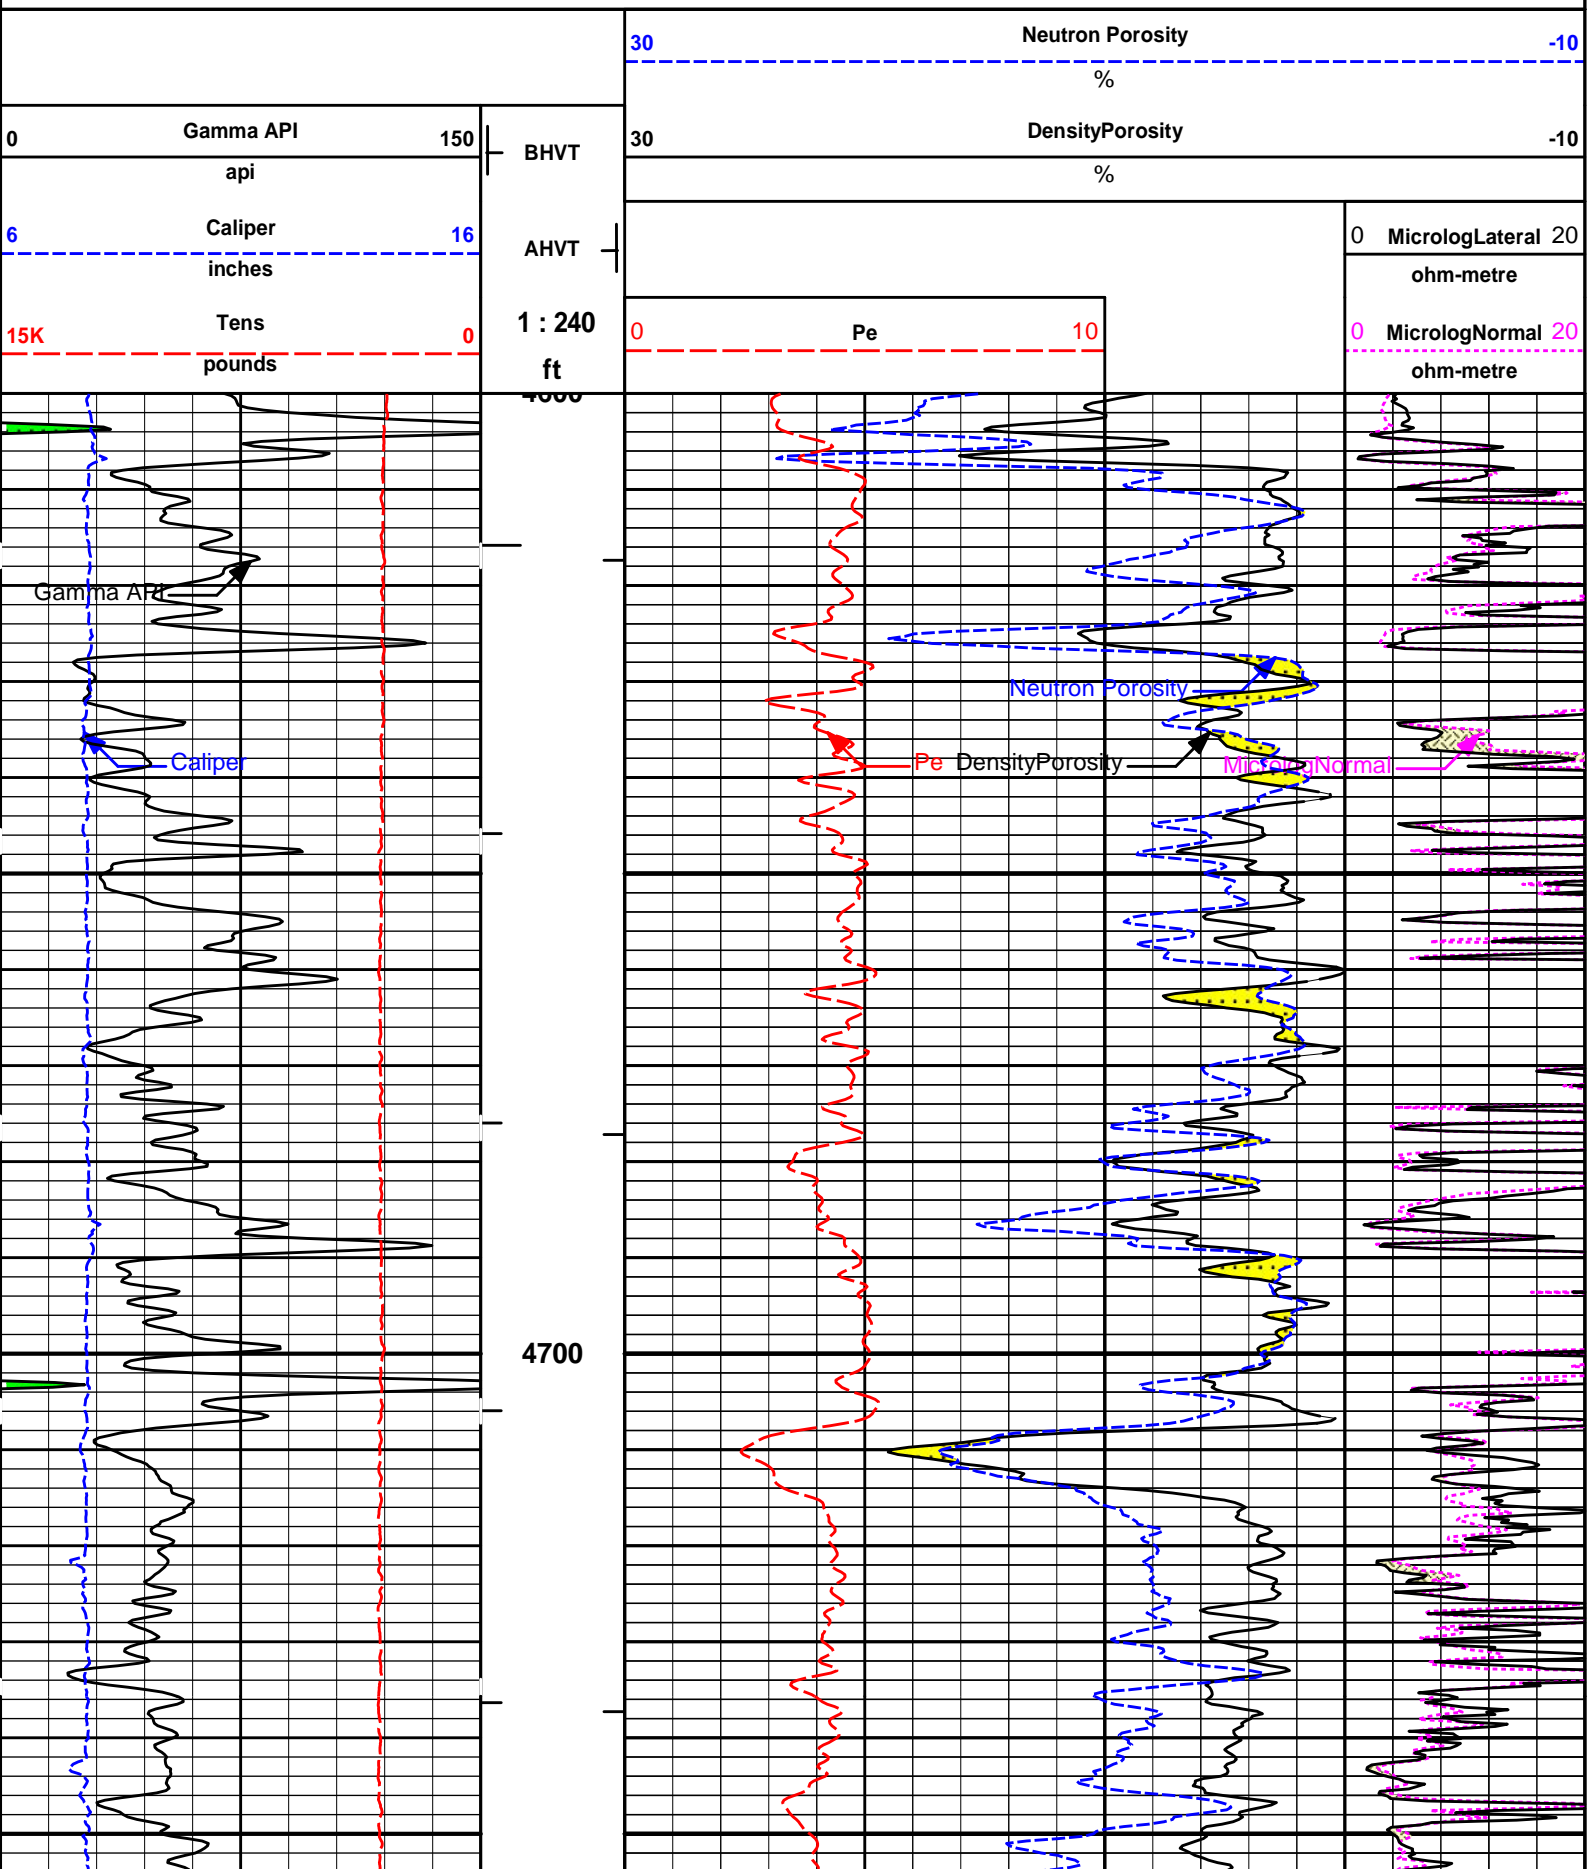 Neutron Porosity
30 -10
%
Gamma API
0 150
api
BHVT
DensityPorosity
30 -10
%
Caliper
6 16
inches
AHVT
0 MicrologLateral 20
ohm-metre
Tens
15K 0
pounds
1 : 240
ft
0 Pe 10
0 MicrologNormal 20
ohm-metre
4600
Gamma API
Neutron Porosity
Caliper
Pe
DensityPorosity
MicrologNormal
4700